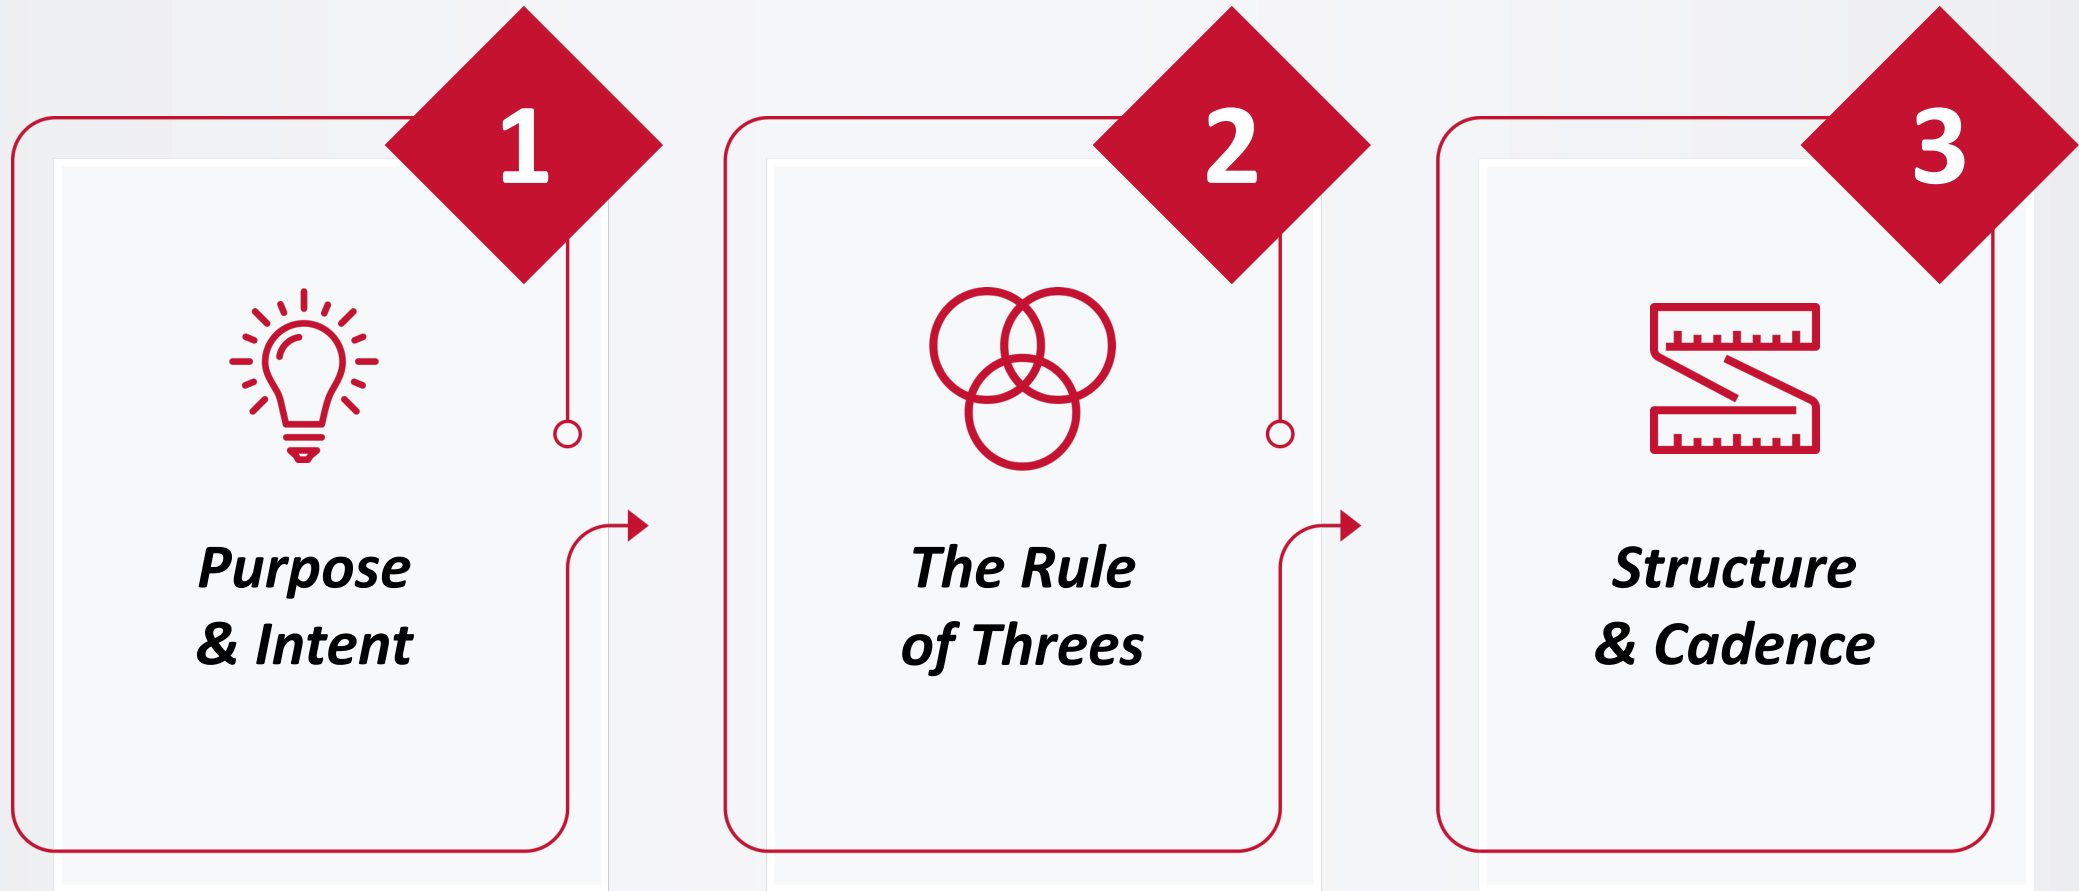 1
Purpose
& Intent
2
The Rule
of Threes
3
Structure
& Cadence